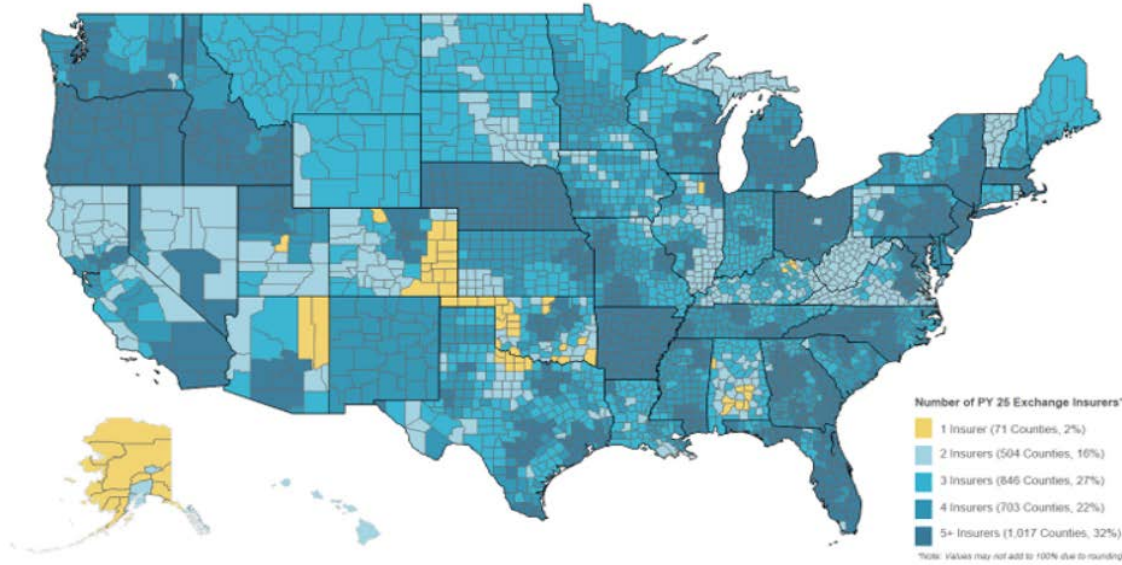 Number of PY 25 Exchange Insurers*
1 Insurer (71 Counties, 2%)
2 Insurers (504 Counties, 16%)
3 Insurers (846 Counties, 27%)
4 Insurers (703 Counties, 22%)
5+ Insurers (1,017 Counties, 32%)
*Note: Values may not add to 100% due to rounding